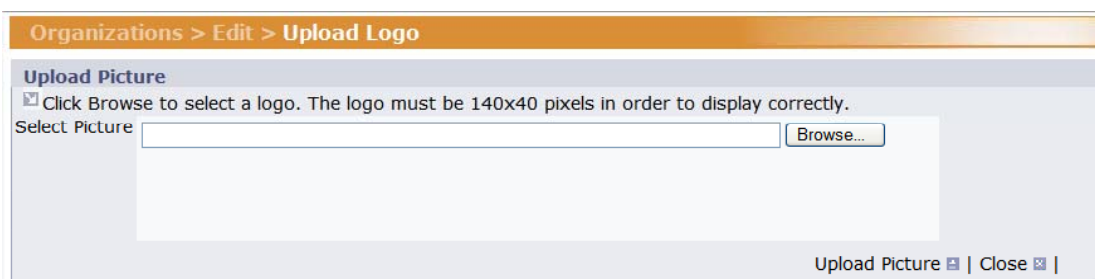 Organizations > Edit > Upload Logo
Upload Picture
Click Browse to select a logo. The logo must be 140x40 pixels in order to display correctly.
Select Picture Browse...
Upload Picture | Close |